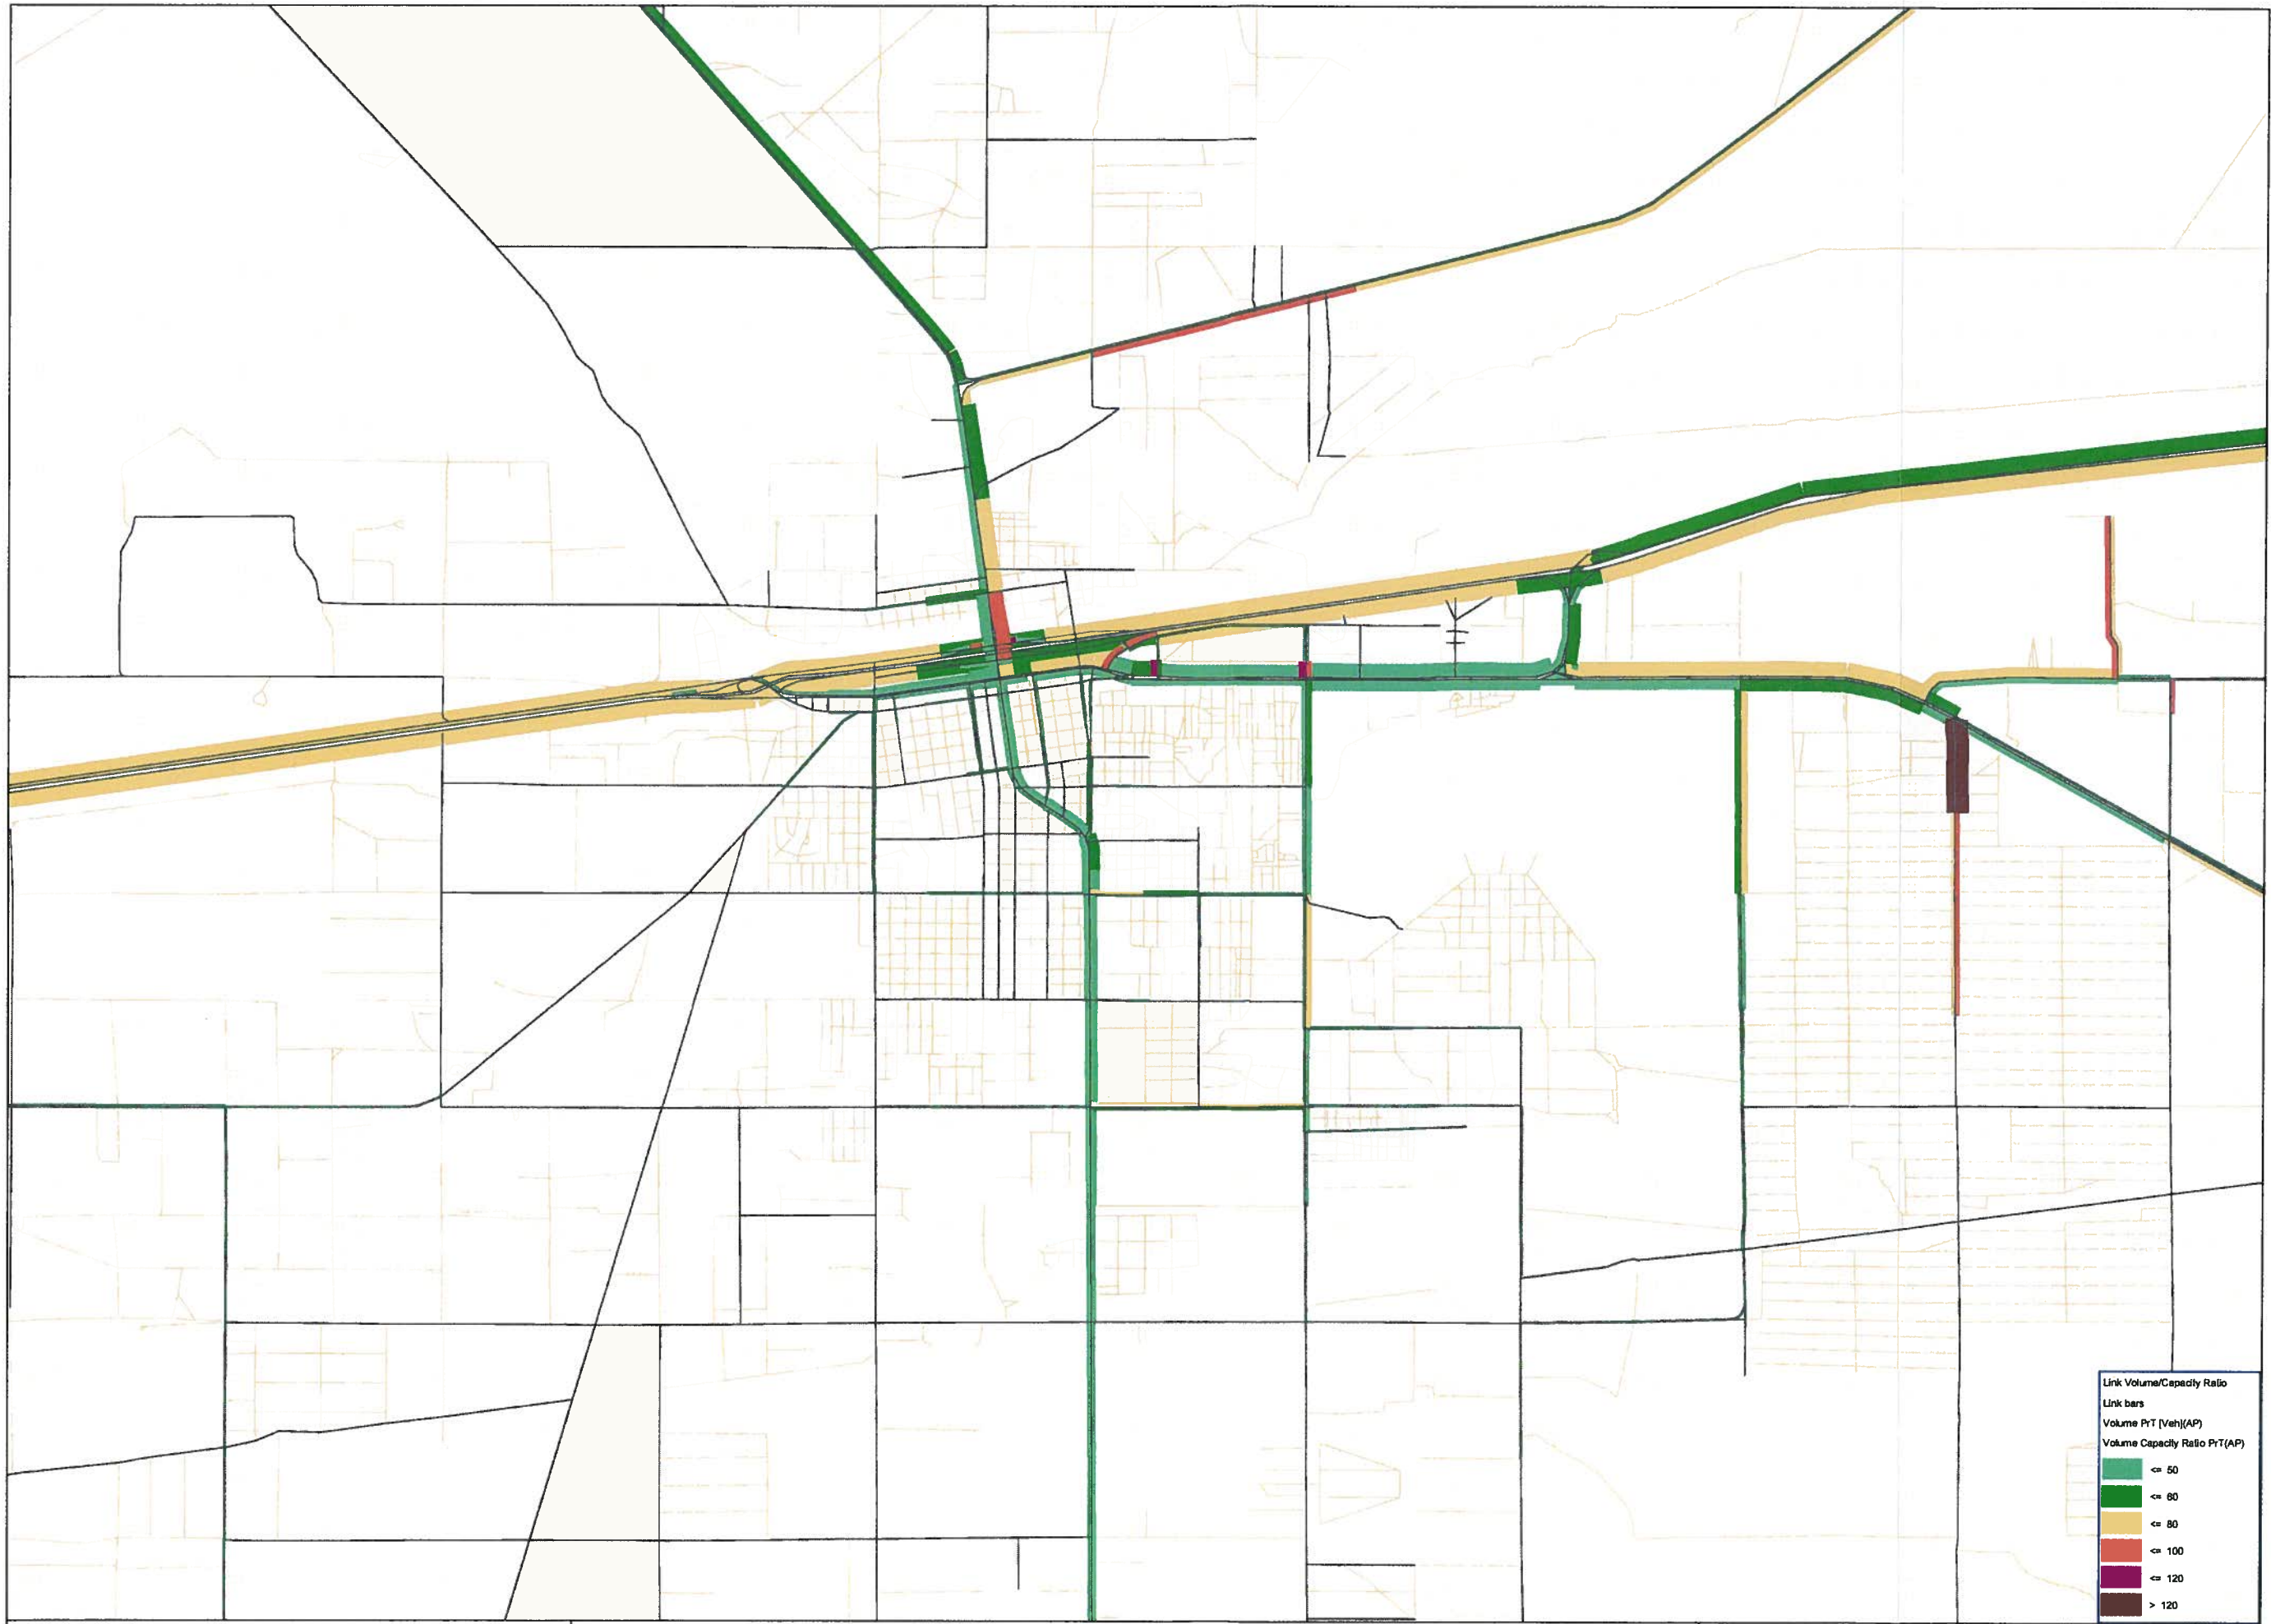 Link Volume/Capacity Ratio
Link bars
Volume PrT [Veh](AP)
Volume Capacity Ratio PrT(AP)
<= 50
<= 60
<= 80
<= 100
<= 120
> 120